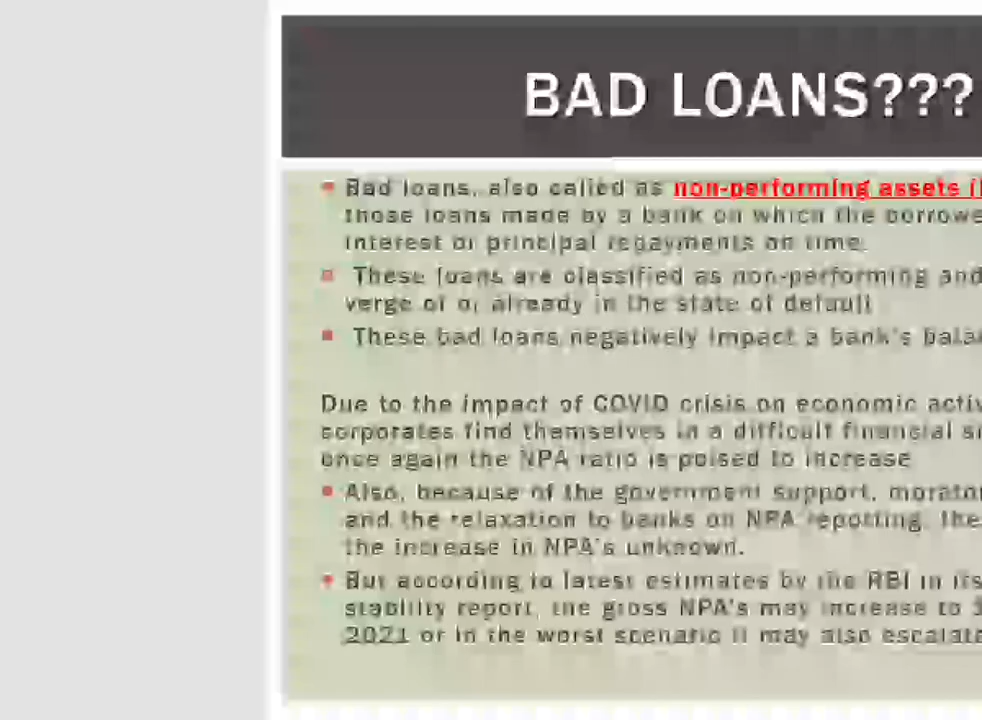 BAD LOANS???
Bad loans, also called as non-performing assets (
those loans made by a bank on which the borrowe
interest or principal repayments on time.
These loans are classified as non-performing and
verge of or already in the state of default
These bad loans negatively impact a bank's bala
Due to the impact of COVID crisis on economic activ
corporates find themselves in a difficult financial si
once again the NPA ratio is poised to increase
Also, because of the government support, morator
and the relaxation to banks on NPA reporting, the
the increase in NPA's unknown.
But according to latest estimates by the RBI in its
stability report, the gross NPA's may increase to
2021 or in the worst scenario it may also escalate